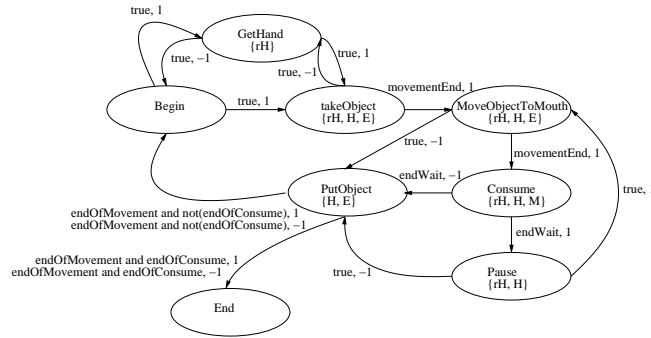 true, 1
GetHand
{rH}
true, −1
true, 1
true, −1
Begin
true, 1
takeObject
{rH, H, E}
movementEnd, 1
MoveObjectToMouth
{rH, H, E}
true, −1
movementEnd, 1
true,
PutObject
{H, E}
endWait, −1
Consume
{rH, H, M}
endOfMovement and not(endOfConsume), 1
endOfMovement and not(endOfConsume), −1
endWait, 1
endOfMovement and endOfConsume, 1
endOfMovement and endOfConsume, −1
true, −1
Pause
{rH, H}
End